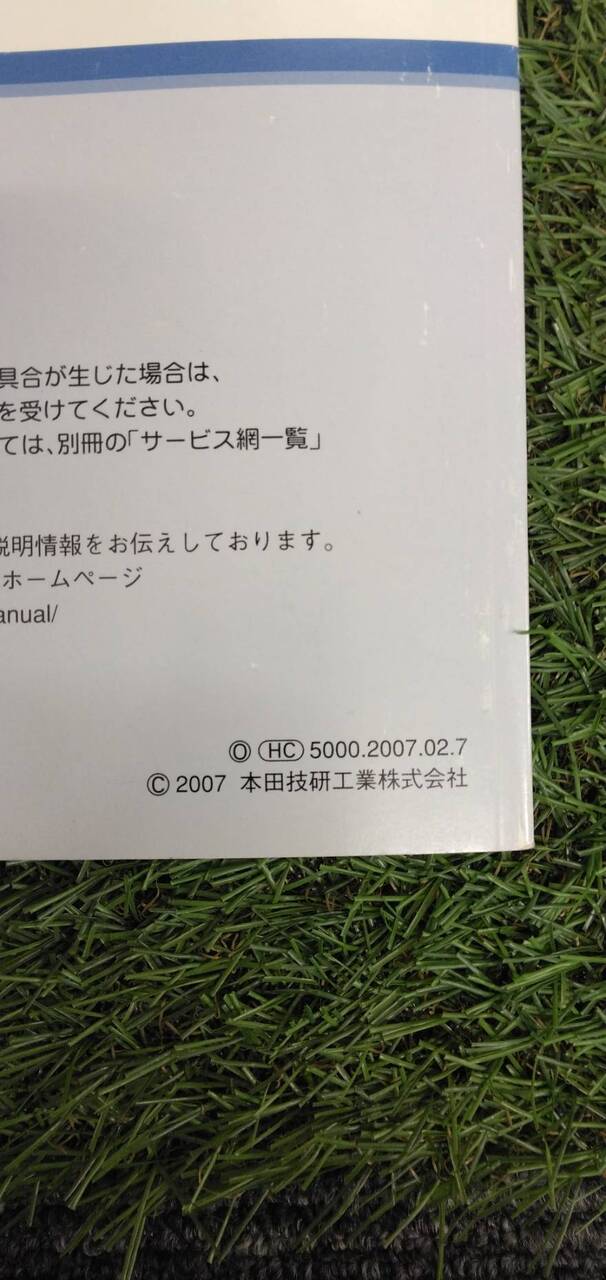 具合が生じた場合は、
を受けてください。
ては、別冊の「サービス網一覧」
説明情報をお伝えしております。
ホームページ
anual/
Ⓞ HC 5000.2007.02.7
© 2007 本田技研工業株式会社